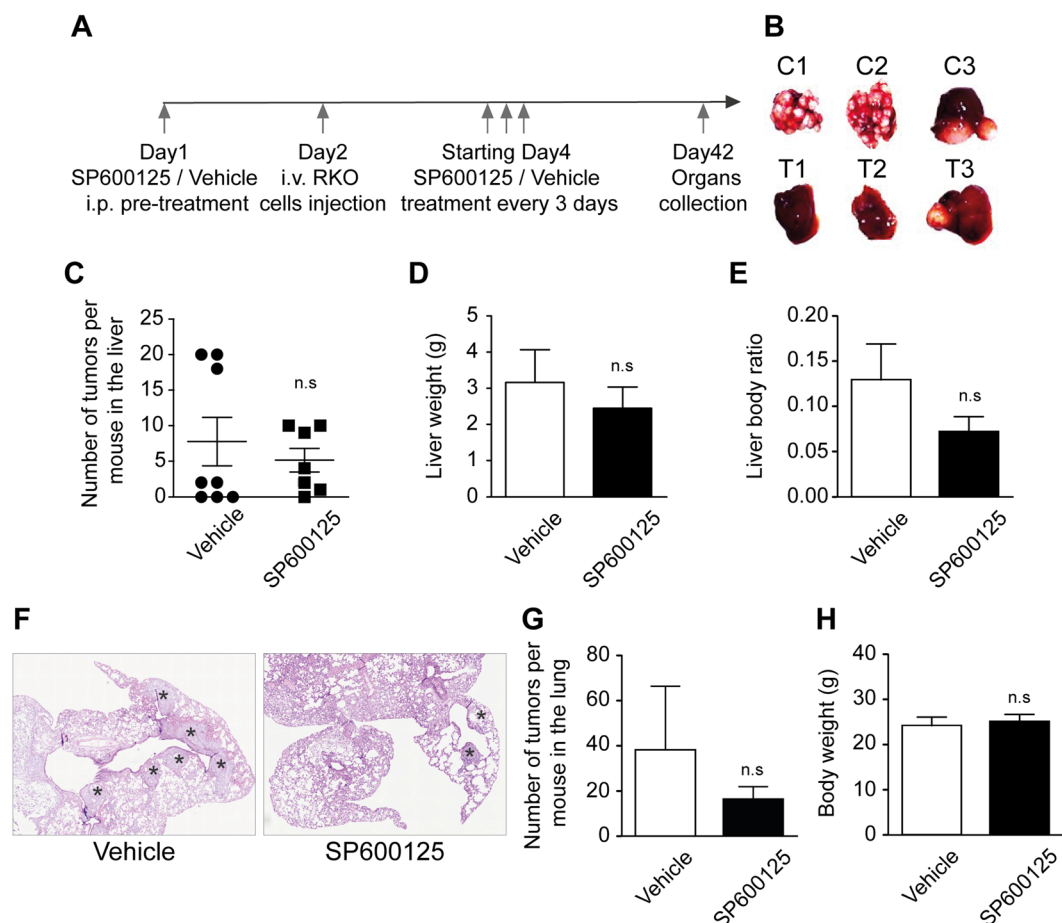 A
Day1
SP600125 / Vehicle
i.p. pre-treatment
Day2
i.v. RKO
cells injection
Starting Day4
SP600125 / Vehicle
treatment every 3 days
Day42
Organs
collection
B
C1 C2 C3
T1 T2 T3
C
Number of tumors per
mouse in the liver
25
20
15
10
5
0
n.s
Vehicle
SP600125
D
Liver weight (g)
5
4
3
2
1
0
n.s
Vehicle
SP600125
E
Liver body ratio
0.20
0.15
0.10
0.05
0.00
n.s
Vehicle
SP600125
F
* * * * * *
* *
Vehicle
SP600125
G
Number of tumors per
mouse in the lung
80
60
40
20
0
n.s
Vehicle
SP600125
H
Body weight (g)
40
30
20
10
0
n.s
Vehicle
SP600125